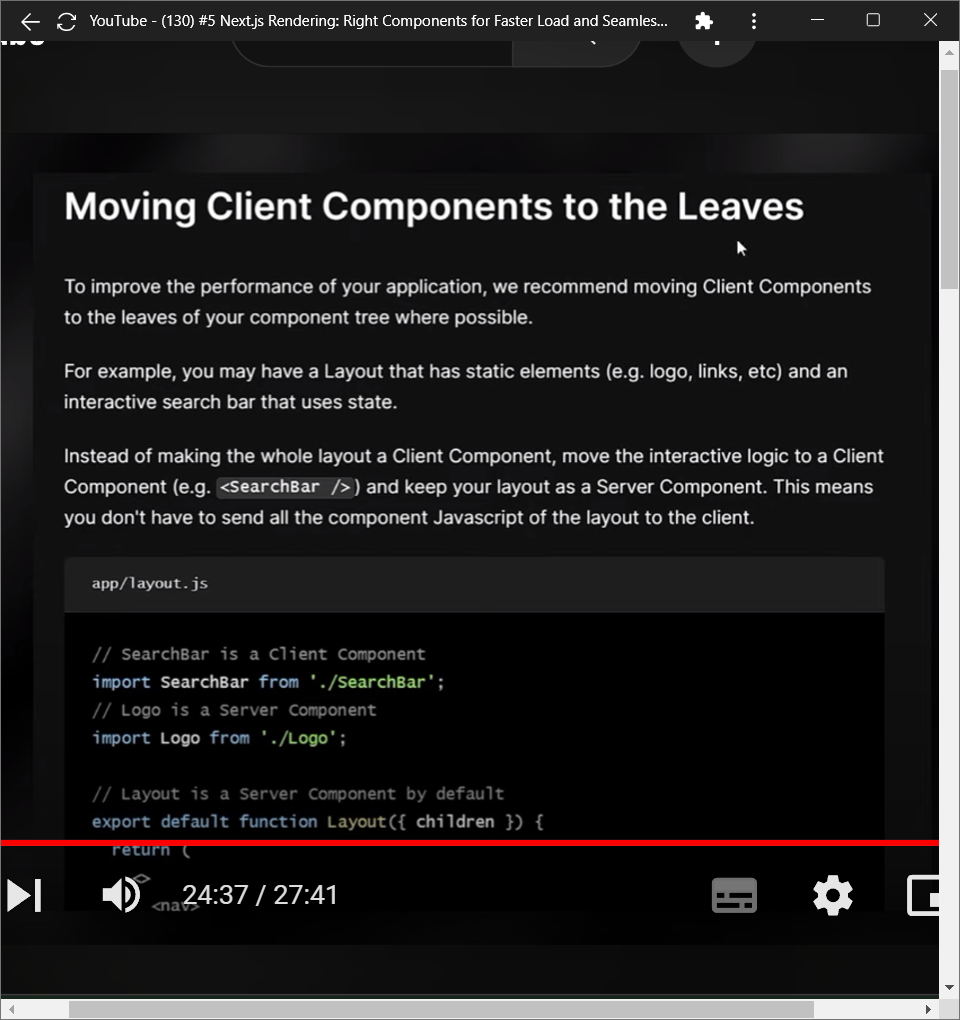 YouTube - (130) #5 Next.js Rendering: Right Components for Faster Load and Seamles...
Moving Client Components to the Leaves
To improve the performance of your application, we recommend moving Client Components
to the leaves of your component tree where possible.
For example, you may have a Layout that has static elements (e.g. logo, links, etc) and an
interactive search bar that uses state.
Instead of making the whole layout a Client Component, move the interactive logic to a Client
Component (e.g. <SearchBar />) and keep your layout as a Server Component. This means
you don't have to send all the component Javascript of the layout to the client.
app/layout.js
// SearchBar is a Client Component
import SearchBar from './SearchBar';
// Logo is a Server Component
import Logo from './Logo';
// Layout is a Server Component by default
export default function Layout({ children }) {
return (
<>
<nav>
24:37 / 27:41